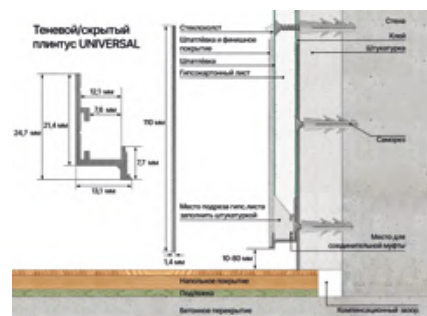 Теневой/скрытый
плинтус UNIVERSAL
12,1 мм
7,6 мм
24,7 мм
21,4 мм
7,7 мм
13,1 мм
110 мм
1,4 мм
10-80 мм
Стеклохолст
Шпатлёвка и финишное
покрытие
Шпатлёвка
Гипсокартонный лист
Место подреза гипс.листа
заполнить штукатуркой
Стена
Клей
Штукатурка
Саморез
Место для
соединительной муфты
Напольное покрытие
Подложка
Бетонное перекрытие
Компенсационный зазор